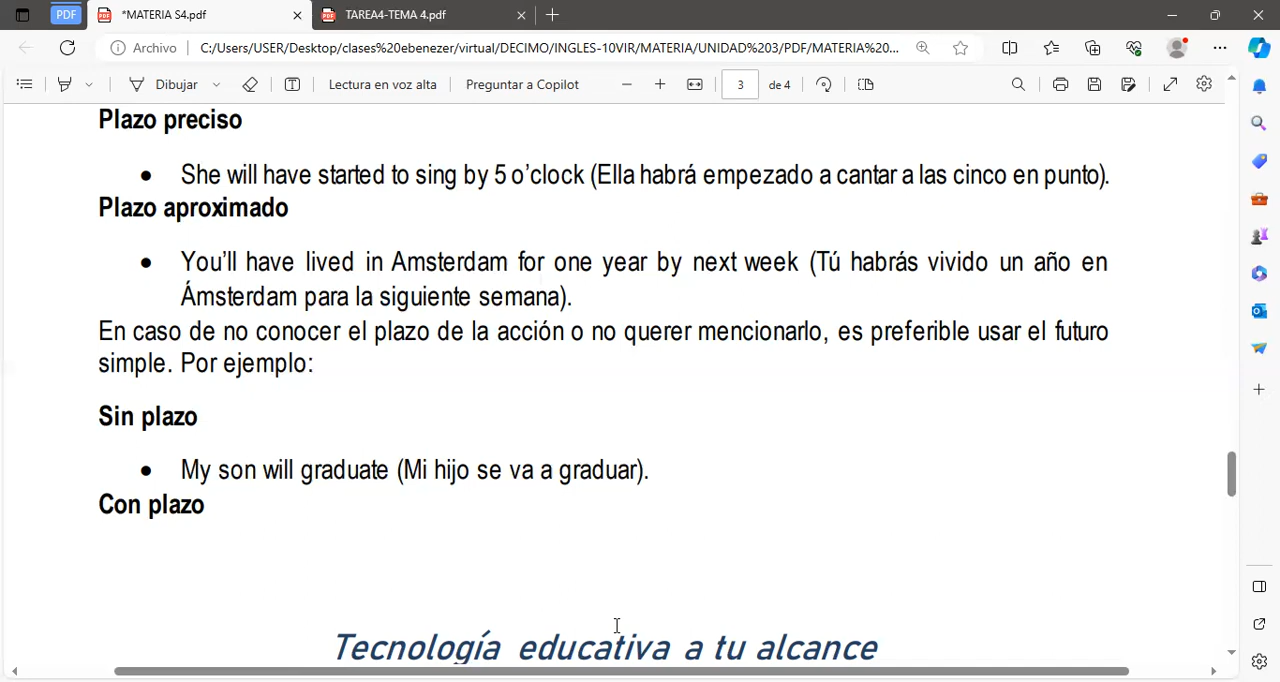 PDF
*MATERIA S4.pdf
TAREA4-TEMA 4.pdf
Archivo
C:/Users/USER/Desktop/clases%20ebenezer/virtual/DECIMO/INGLES-10VIR/MATERIA/UNIDAD%203/PDF/MATERIA%20...
Dibujar
Lectura en voz alta
Preguntar a Copilot
3
de 4
Plazo preciso
• She will have started to sing by 5 o’clock (Ella habrá empezado a cantar a las cinco en punto).
Plazo aproximado
• You’ll have lived in Amsterdam for one year by next week (Tú habrás vivido un año en
Ámsterdam para la siguiente semana).
En caso de no conocer el plazo de la acción o no querer mencionarlo, es preferible usar el futuro
simple. Por ejemplo:
Sin plazo
• My son will graduate (Mi hijo se va a graduar).
Con plazo
Tecnología educativa a tu alcance